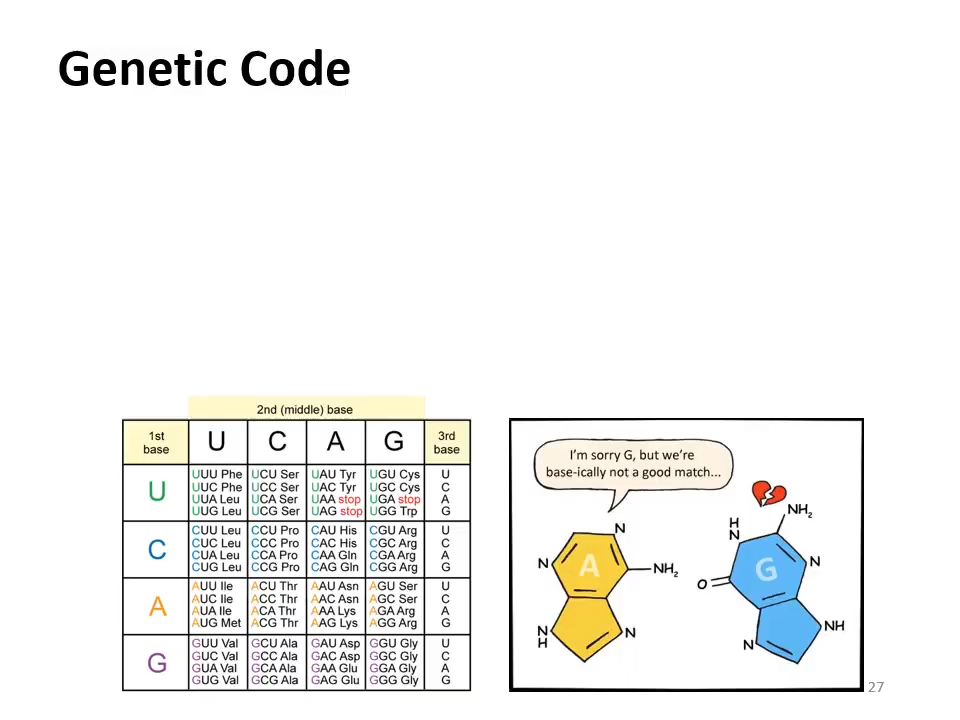 Genetic Code
2nd (middle) base
1st base U C A G 3rd base
U
UUU Phe UCU Ser UAU Tyr UGU Cys U
UUC Phe UCC Ser UAC Tyr UGC Cys C
UUA Leu UCA Ser UAA stop UGA stop A
UUG Leu UCG Ser UAG stop UGG Trp G
C
CUU Leu CCU Pro CAU His CGU Arg U
CUC Leu CCC Pro CAC His CGC Arg C
CUA Leu CCA Pro CAA Gln CGA Arg A
CUG Leu CCG Pro CAG Gln CGG Arg G
A
AUU Ile ACU Thr AAU Asn AGU Ser U
AUC Ile ACC Thr AAC Asn AGC Ser C
AUA Ile ACA Thr AAA Lys AGA Arg A
AUG Met ACG Thr AAG Lys AGG Arg G
G
GUU Val GCU Ala GAU Asp GGU Gly U
GUC Val GCC Ala GAC Asp GGC Gly C
GUA Val GCA Ala GAA Glu GGA Gly A
GUG Val GCG Ala GAG Glu GGG Gly G
I'm sorry G, but we're
base-ically not a good match...
N
N
A
NH₂
N
H
N
NH₂
H
N
N
G
O
NH
N
27